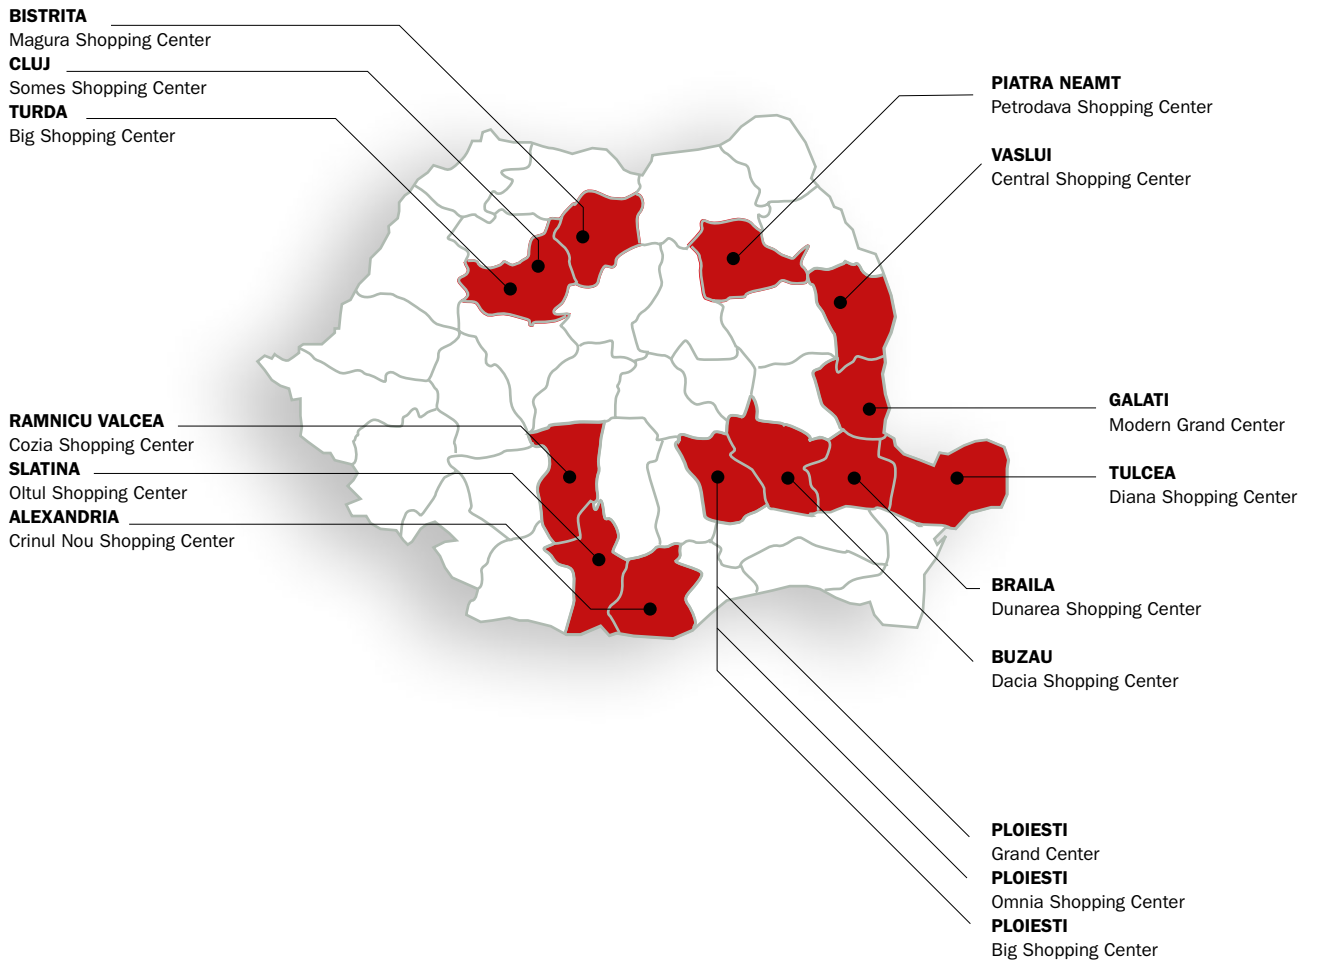 BISTRITA
Magura Shopping Center
CLUJ
Somes Shopping Center
TURDA
Big Shopping Center
PIATRA NEAMT
Petrodava Shopping Center
VASLUI
Central Shopping Center
RAMNICU VALCEA
Cozia Shopping Center
SLATINA
Oltul Shopping Center
ALEXANDRIA
Crinul Nou Shopping Center
GALATI
Modern Grand Center
TULCEA
Diana Shopping Center
BRAILA
Dunarea Shopping Center
BUZAU
Dacia Shopping Center
PLOIESTI
Grand Center
PLOIESTI
Omnia Shopping Center
PLOIESTI
Big Shopping Center